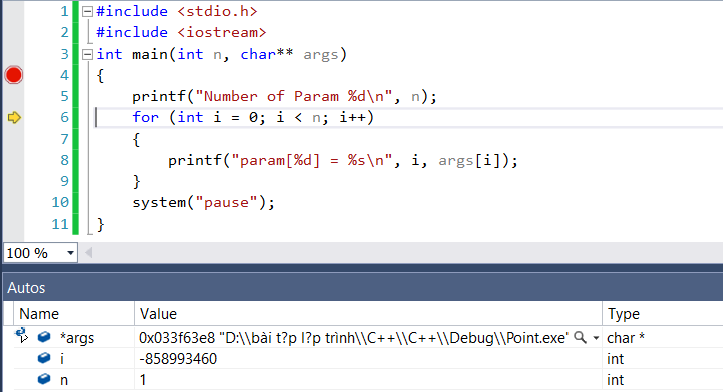 1 #include <stdio.h>
2 #include <iostream>
3 int main(int n, char** args)
4 {
5 printf("Number of Param %d\n", n);
6 for (int i = 0; i < n; i++)
7 {
8 printf("param[%d] = %s\n", i, args[i]);
9 }
10 system("pause");
11 }
100 %
Autos
Name Value Type
*args 0x033f63e8 "D:\\bài t?p l?p trình\\C++\\C++\\Debug\\Point.exe" char *
i -858993460 int
n 1 int